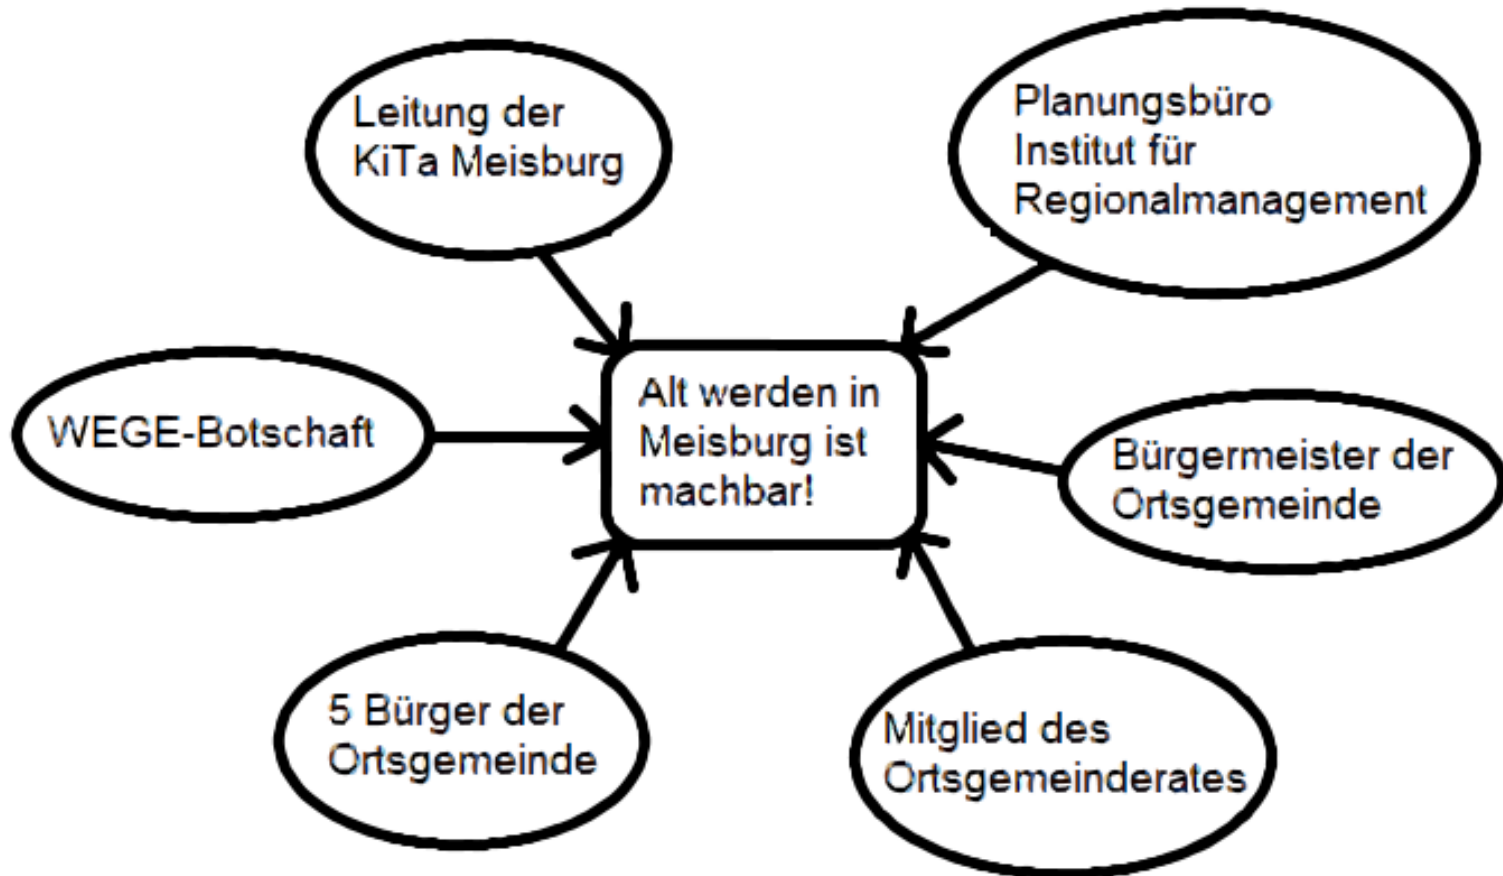 Leitung der
KiTa Meisburg
Planungsbüro
Institut für
Regionalmanagement
WEGE-Botschaft
Alt werden in
Meisburg ist
machbar!
Bürgermeister der
Ortsgemeinde
5 Bürger der
Ortsgemeinde
Mitglied des
Ortsgemeinderates